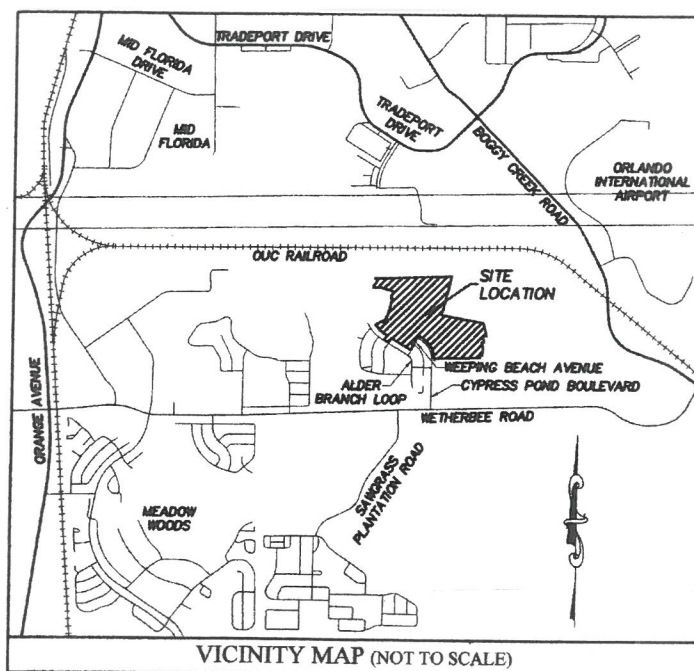 TRADEPORT DRIVE
MID FLORIDA
DRIVE
MID
FLORIDA
TRADEPORT
DRIVE
BOGGY CREEK ROAD
ORLANDO
INTERNATIONAL
AIRPORT
OUC RAILROAD
SITE
LOCATION
WEEPING BEACH AVENUE
ALDER
BRANCH LOOP
CYPRESS POND BOULEVARD
WETHERBEE ROAD
ORANGE AVENUE
SAWGRASS
PLANTATION ROAD
MEADOW
WOODS
VICINITY MAP (NOT TO SCALE)